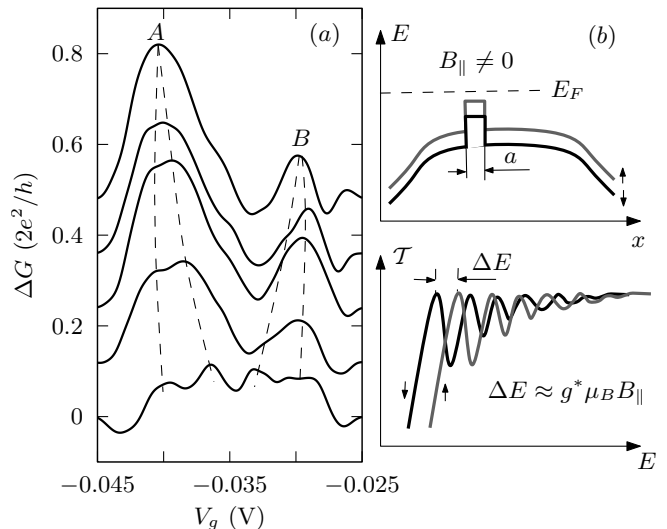 (a)
A
B
0.8
0.6
0.4
0.2
0
ΔG (2e²/h)
−0.045
−0.035
−0.025
V_g (V)
(b)
E
B_∥ ≠ 0
E_F
a
x
𝒯
ΔE
ΔE ≈ g*μ_B B_∥
E